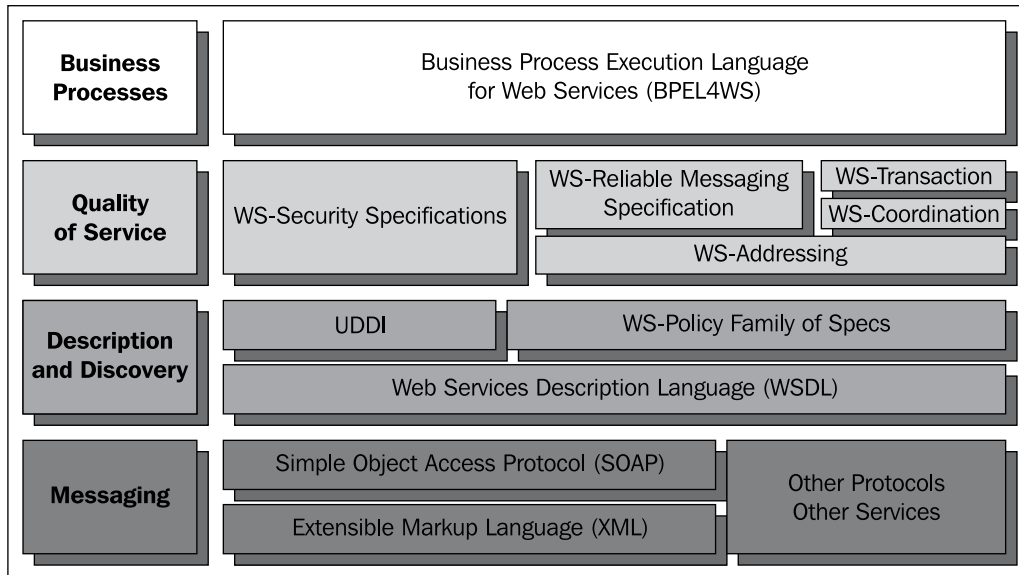 Business
Processes
Business Process Execution Language
for Web Services (BPEL4WS)
Quality
of Service
WS-Security Specifications
WS-Reliable Messaging
Specification
WS-Transaction
WS-Coordination
WS-Addressing
Description
and Discovery
UDDI
WS-Policy Family of Specs
Web Services Description Language (WSDL)
Messaging
Simple Object Access Protocol (SOAP)
Extensible Markup Language (XML)
Other Protocols
Other Services